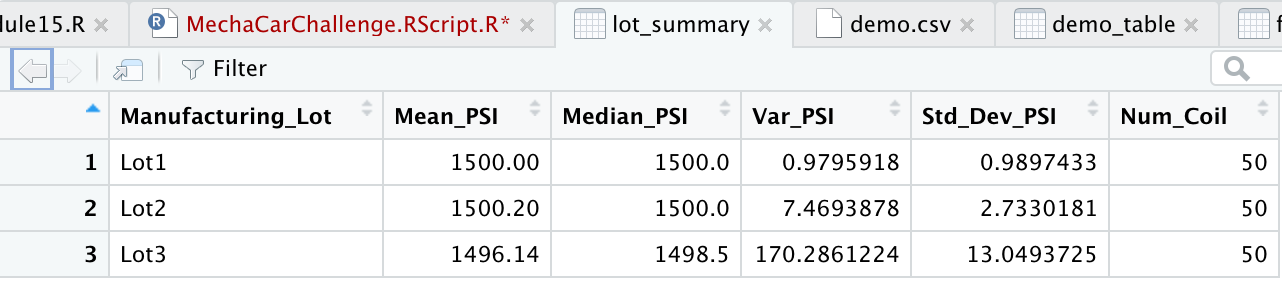 lule15.R MechaCarChallenge.RScript.R* lot_summary demo.csv demo_table
Filter
Manufacturing_Lot Mean_PSI Median_PSI Var_PSI Std_Dev_PSI Num_Coil
1 Lot1 1500.00 1500.0 0.9795918 0.9897433 50
2 Lot2 1500.20 1500.0 7.4693878 2.7330181 50
3 Lot3 1496.14 1498.5 170.2861224 13.0493725 50